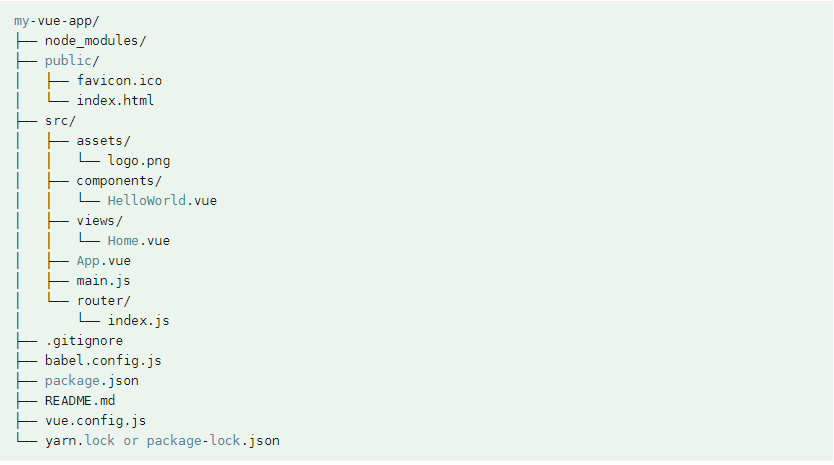 my-vue-app/
├── node_modules/
├── public/
│   ├── favicon.ico
│   └── index.html
├── src/
│   ├── assets/
│   │   └── logo.png
│   ├── components/
│   │   └── HelloWorld.vue
│   ├── views/
│   │   └── Home.vue
│   ├── App.vue
│   ├── main.js
│   └── router/
│       └── index.js
├── .gitignore
├── babel.config.js
├── package.json
├── README.md
├── vue.config.js
└── yarn.lock or package-lock.json